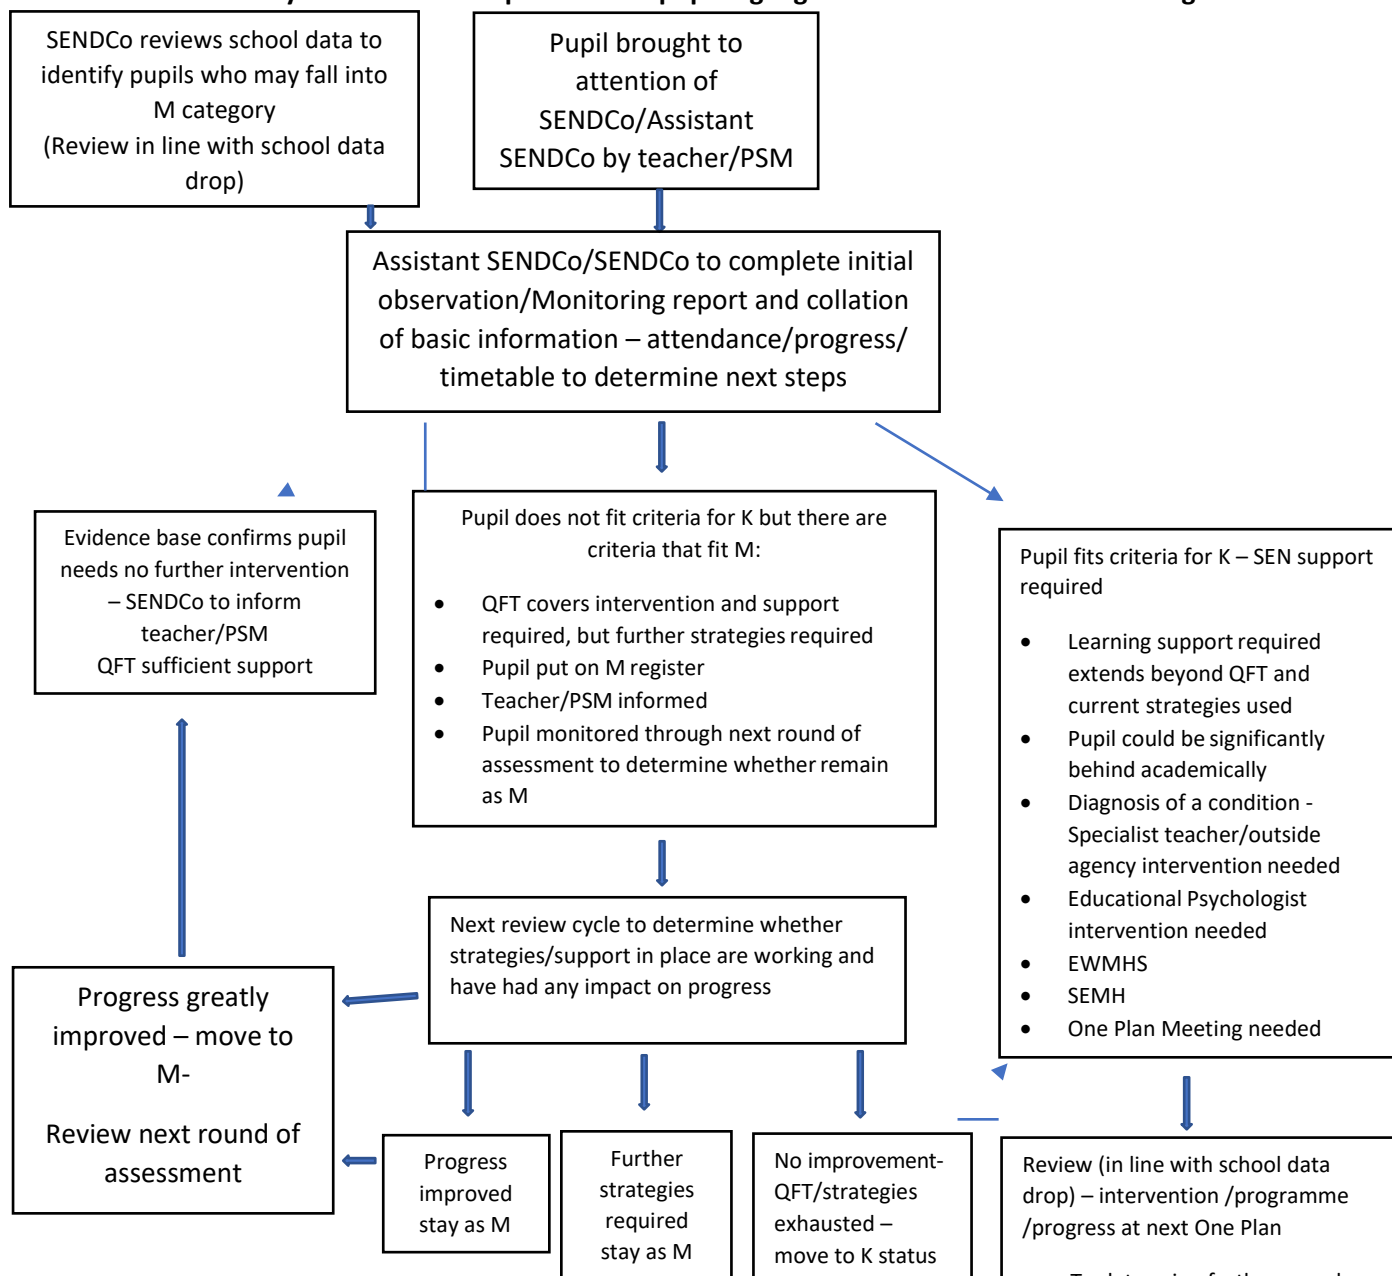 SENDCo reviews school data to
identify pupils who may fall into
M category
(Review in line with school data
drop)
Pupil brought to
attention of
SENDCo/Assistant
SENDCo by teacher/PSM
Assistant SENDCo/SENDCo to complete initial
observation/Monitoring report and collation
of basic information – attendance/progress/
timetable to determine next steps
Evidence base confirms pupil
needs no further intervention
– SENDCo to inform
teacher/PSM
QFT sufficient support
Pupil does not fit criteria for K but there are
criteria that fit M:
• QFT covers intervention and support
required, but further strategies required
• Pupil put on M register
• Teacher/PSM informed
• Pupil monitored through next round of
assessment to determine whether remain
as M
Pupil fits criteria for K – SEN support
required
• Learning support required
extends beyond QFT and
current strategies used
• Pupil could be significantly
behind academically
• Diagnosis of a condition -
Specialist teacher/outside
agency intervention needed
• Educational Psychologist
intervention needed
• EWMHS
• SEMH
• One Plan Meeting needed
Next review cycle to determine whether
strategies/support in place are working and
have had any impact on progress
Progress greatly
improved – move to
M-
Review next round of
assessment
Progress
improved
stay as M
Further
strategies
required
stay as M
No improvement-
QFT/strategies
exhausted –
move to K status
Review (in line with school data
drop) – intervention /programme
/progress at next One Plan